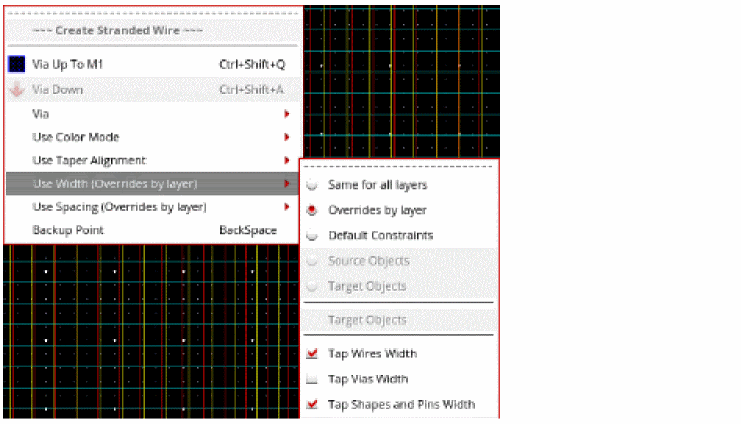 ~~~ Create Stranded Wire ~~~
Via Up To M1 Ctrl+Shift+Q
Via Down Ctrl+Shift+A
Via
Use Color Mode
Use Taper Alignment
Use Width (Overrides by layer)
Use Spacing (Overrides by layer)
Backup Point BackSpace
Same for all layers
Overrides by layer
Default Constraints
Source Objects
Target Objects
Target Objects
Tap Wires Width
Tap Vias Width
Tap Shapes and Pins Width